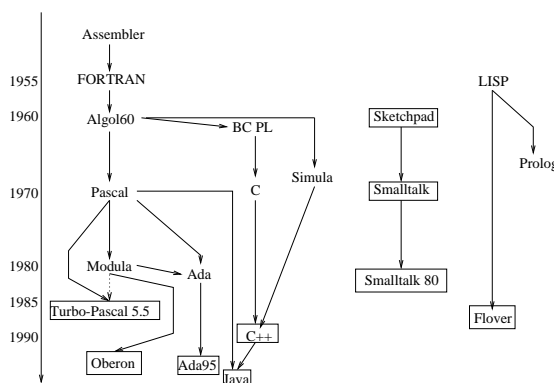 Assembler
1955
FORTRAN
LISP
1960
Algol60
BC PL
Sketchpad
Prolog
Simula
1970
Pascal
C
Smalltalk
1980
Modula
Ada
Smalltalk 80
1985
Turbo-Pascal 5.5
Flover
1990
C++
Oberon
Ada95
Java